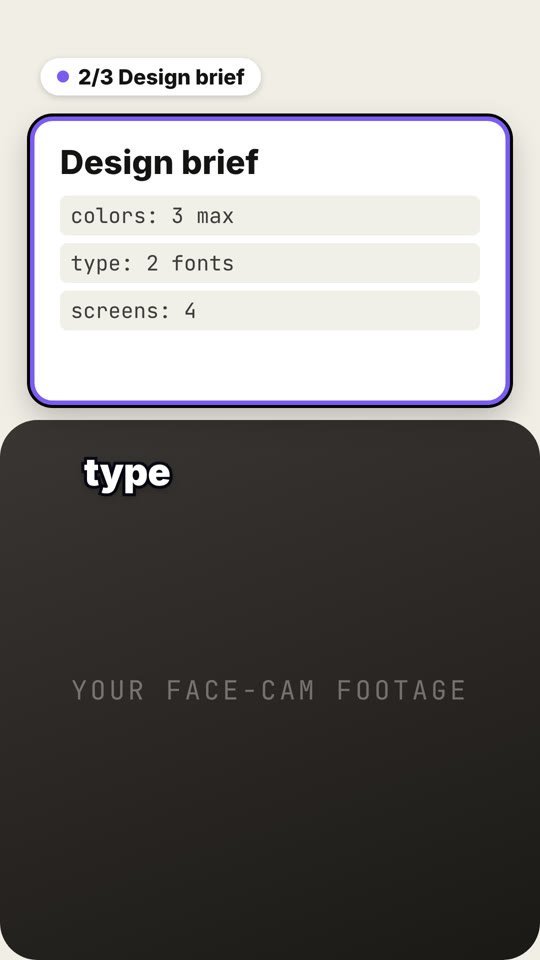 2/3 Design brief
Design brief
colors: 3 max
type: 2 fonts
screens: 4
type
YOUR FACE-CAM FOOTAGE